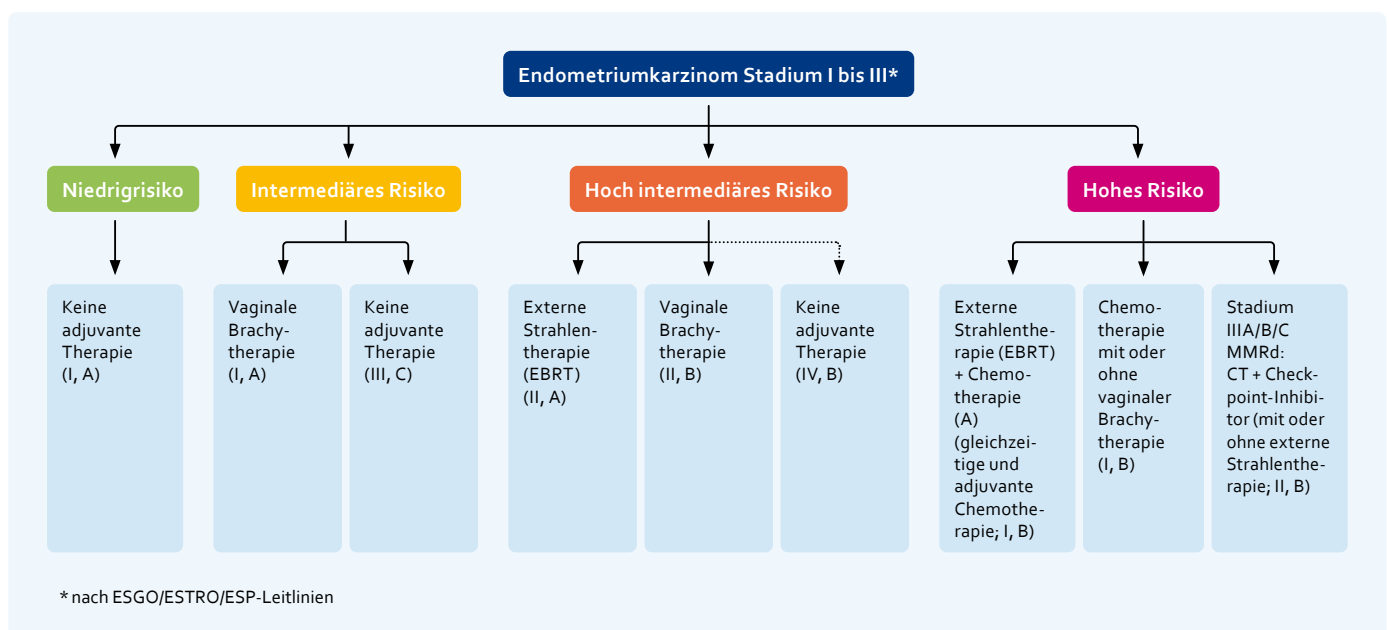 Endometriumkarzinom Stadium I bis III*
Niedrigrisiko
Intermediäres Risiko
Hoch intermediäres Risiko
Hohes Risiko
Keine
adjuvante
Therapie
(I, A)
Vaginale
Brachy-
therapie
(I, A)
Keine
adjuvante
Therapie
(III, C)
Externe
Strahlen-
therapie
(EBRT)
(II, A)
Vaginale
Brachy-
therapie
(II, B)
Keine
adjuvante
Therapie
(IV, B)
Externe
Strahlenthe-
rapie (EBRT)
+ Chemo-
therapie
(A)
(gleichzei-
tige und
adjuvante
Chemothe-
rapie; I, B)
Chemo-
therapie
mit oder
ohne
vaginaler
Brachy-
therapie
(I, B)
Stadium
IIIA/B/C
MMRd:
CT + Check-
point-Inhibi-
tor (mit oder
ohne externe
Strahlenthe-
rapie; II, B)
* nach ESGO/ESTRO/ESP-Leitlinien